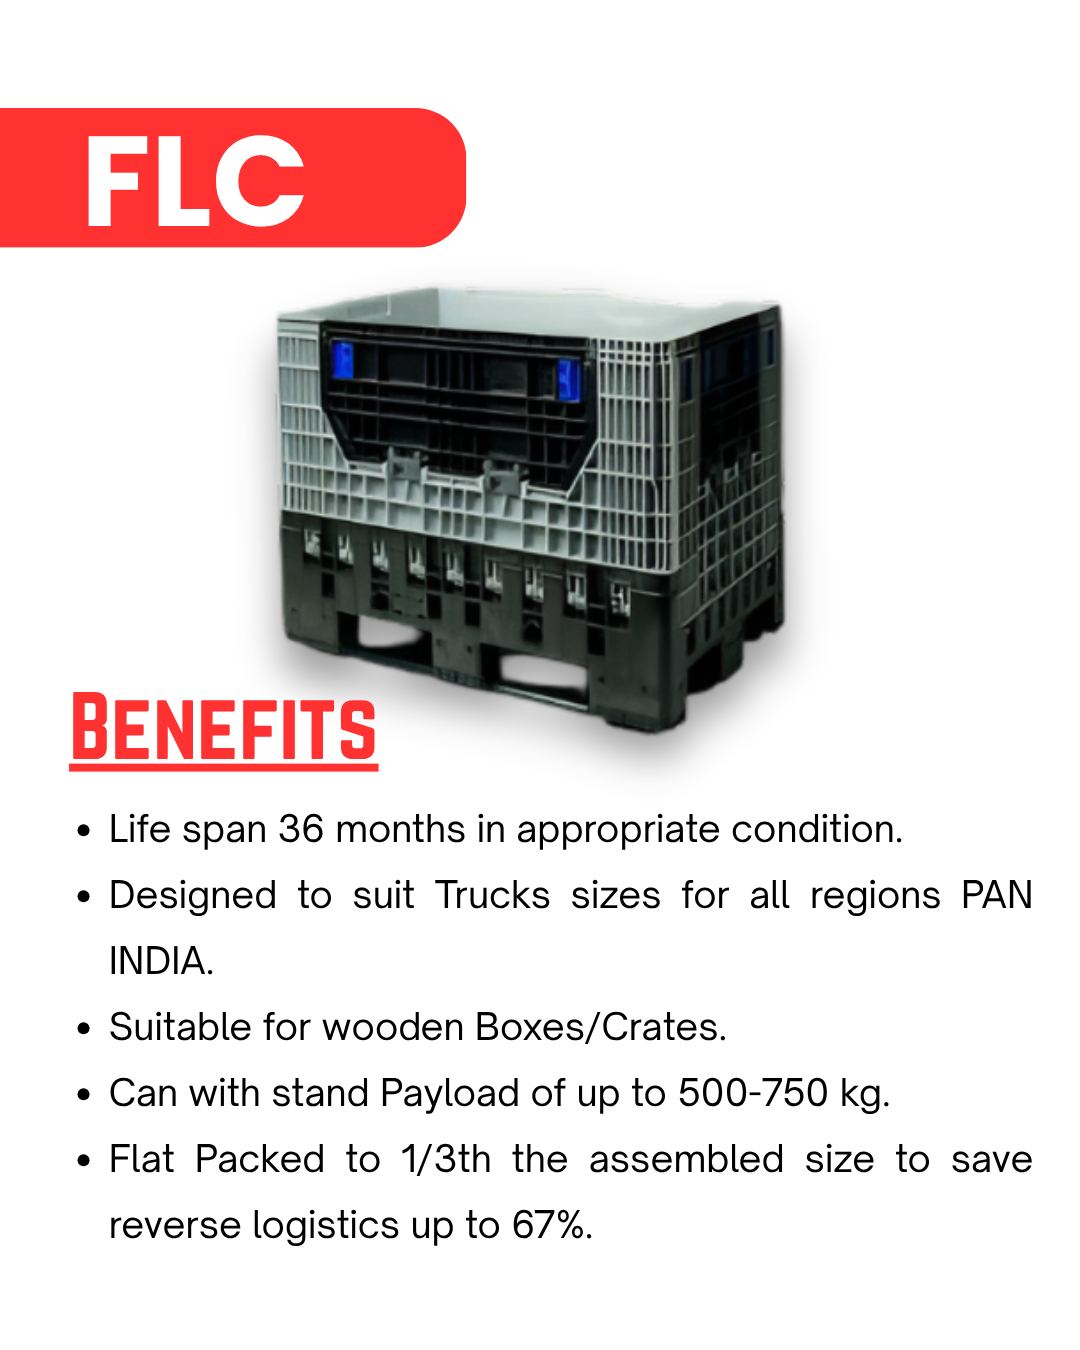 FLC
BENEFITS
• Life span 36 months in appropriate condition.
• Designed to suit Trucks sizes for all regions PAN
INDIA.
• Suitable for wooden Boxes/Crates.
• Can with stand Payload of up to 500-750 kg.
• Flat Packed to 1/3th the assembled size to save
reverse logistics up to 67%.